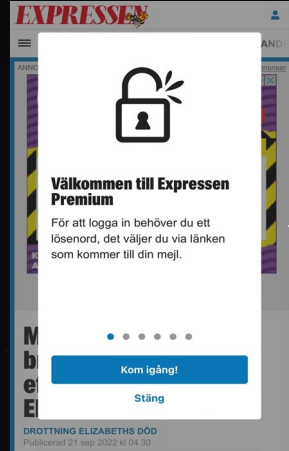 EXPRESSEN
ANNO
Välkommen till Expressen
Premium
För att logga in behöver du ett
lösenord, det väljer du via länken
som kommer till din mejl.
Kom igång!
Stäng
DROTTNING ELIZABETHS DÖD
Publicerad 21 sep 2022 kl 04.30